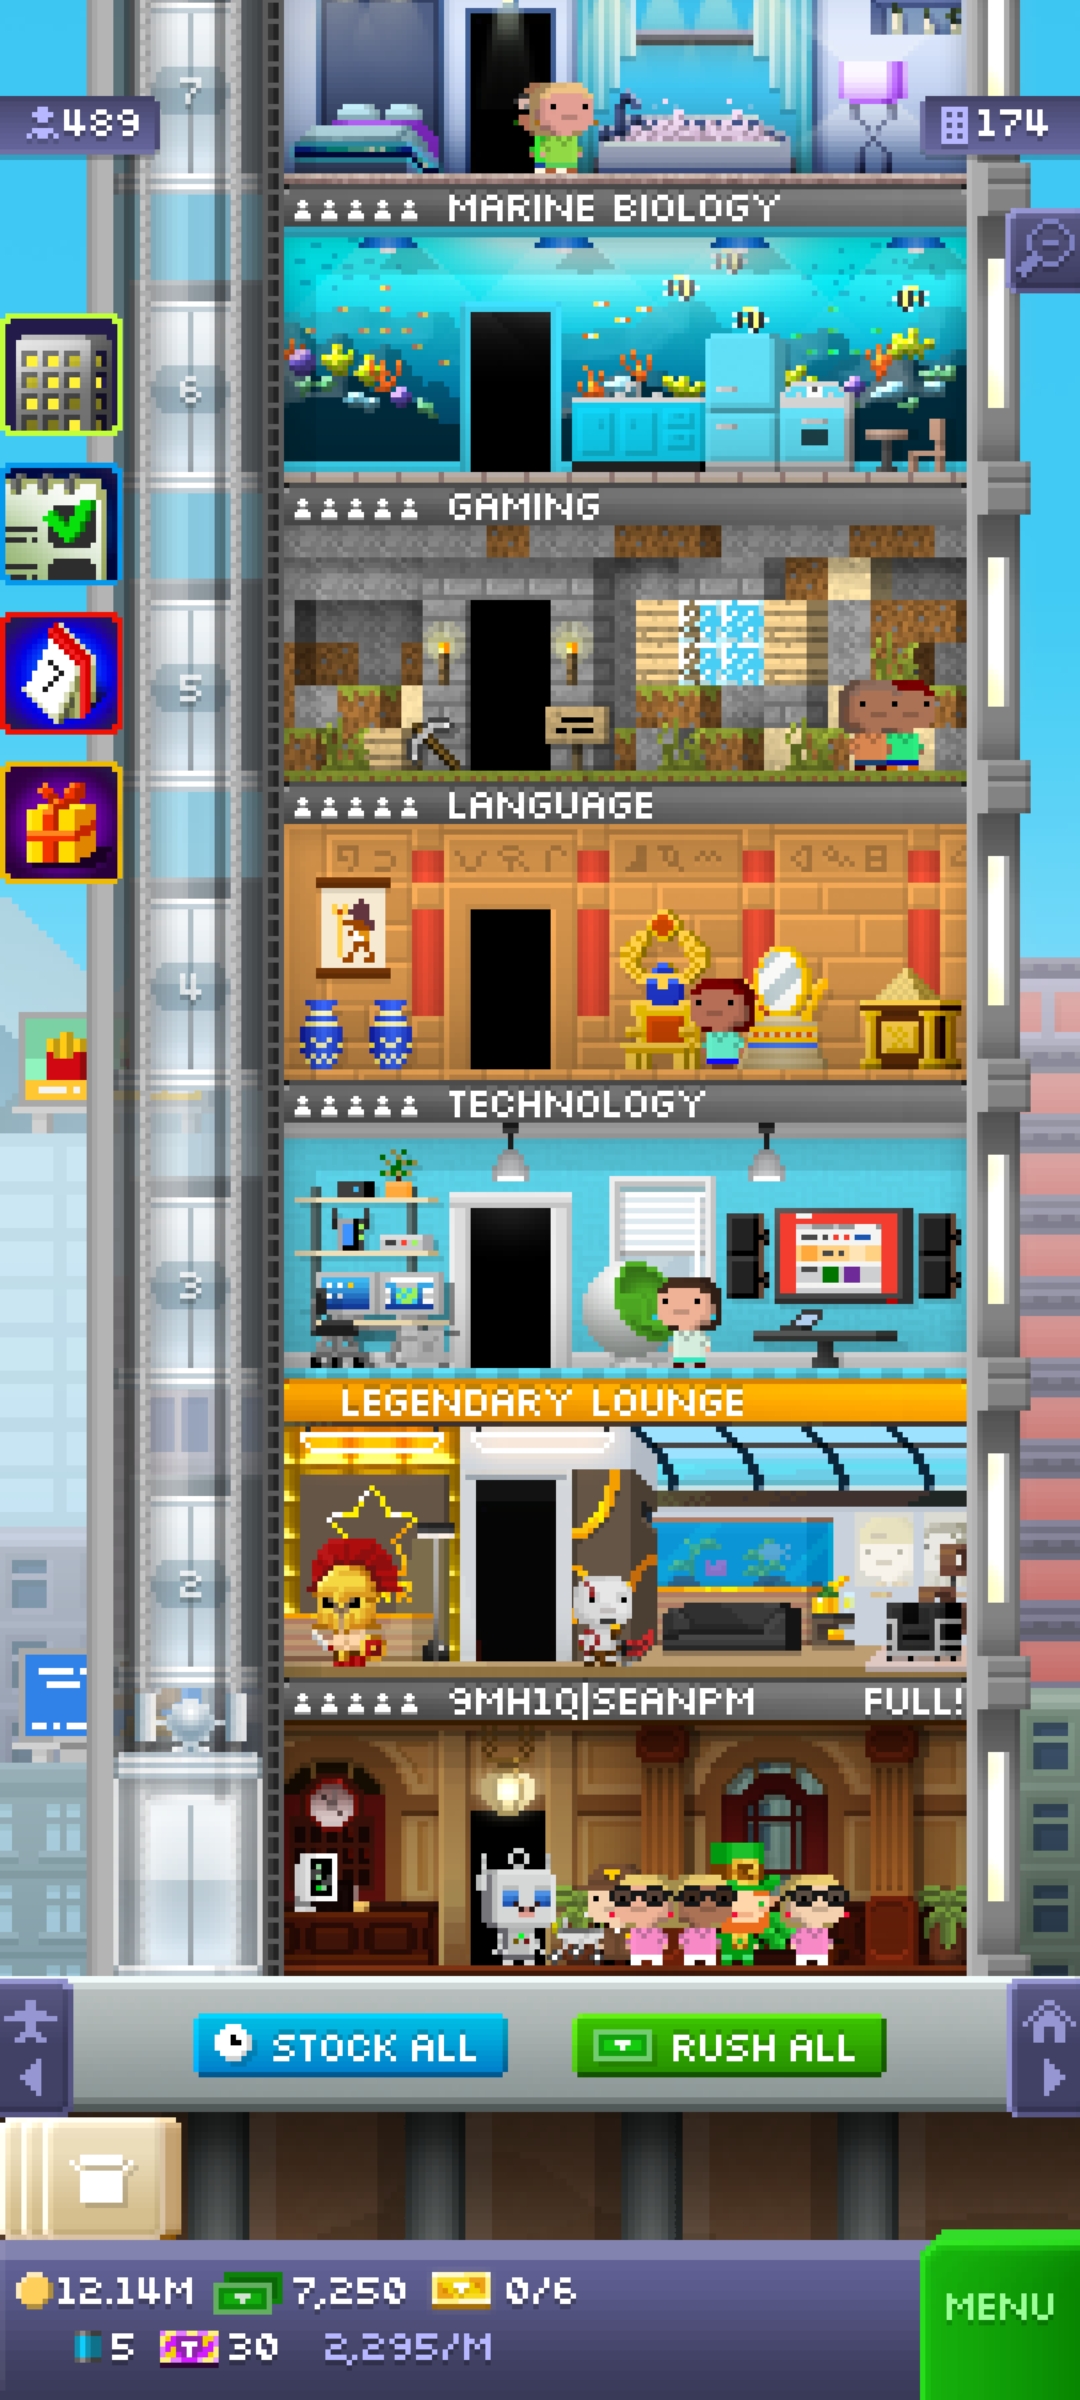 7
489
174
MARINE BIOLOGY
6
GAMING
5
LANGUAGE
4
TECHNOLOGY
3
LEGENDARY LOUNGE
2
9MH1Q|SEANPM FULL!
STOCK ALL
RUSH ALL
12.14M 7,250 0/6
5 30 2,295/M
MENU